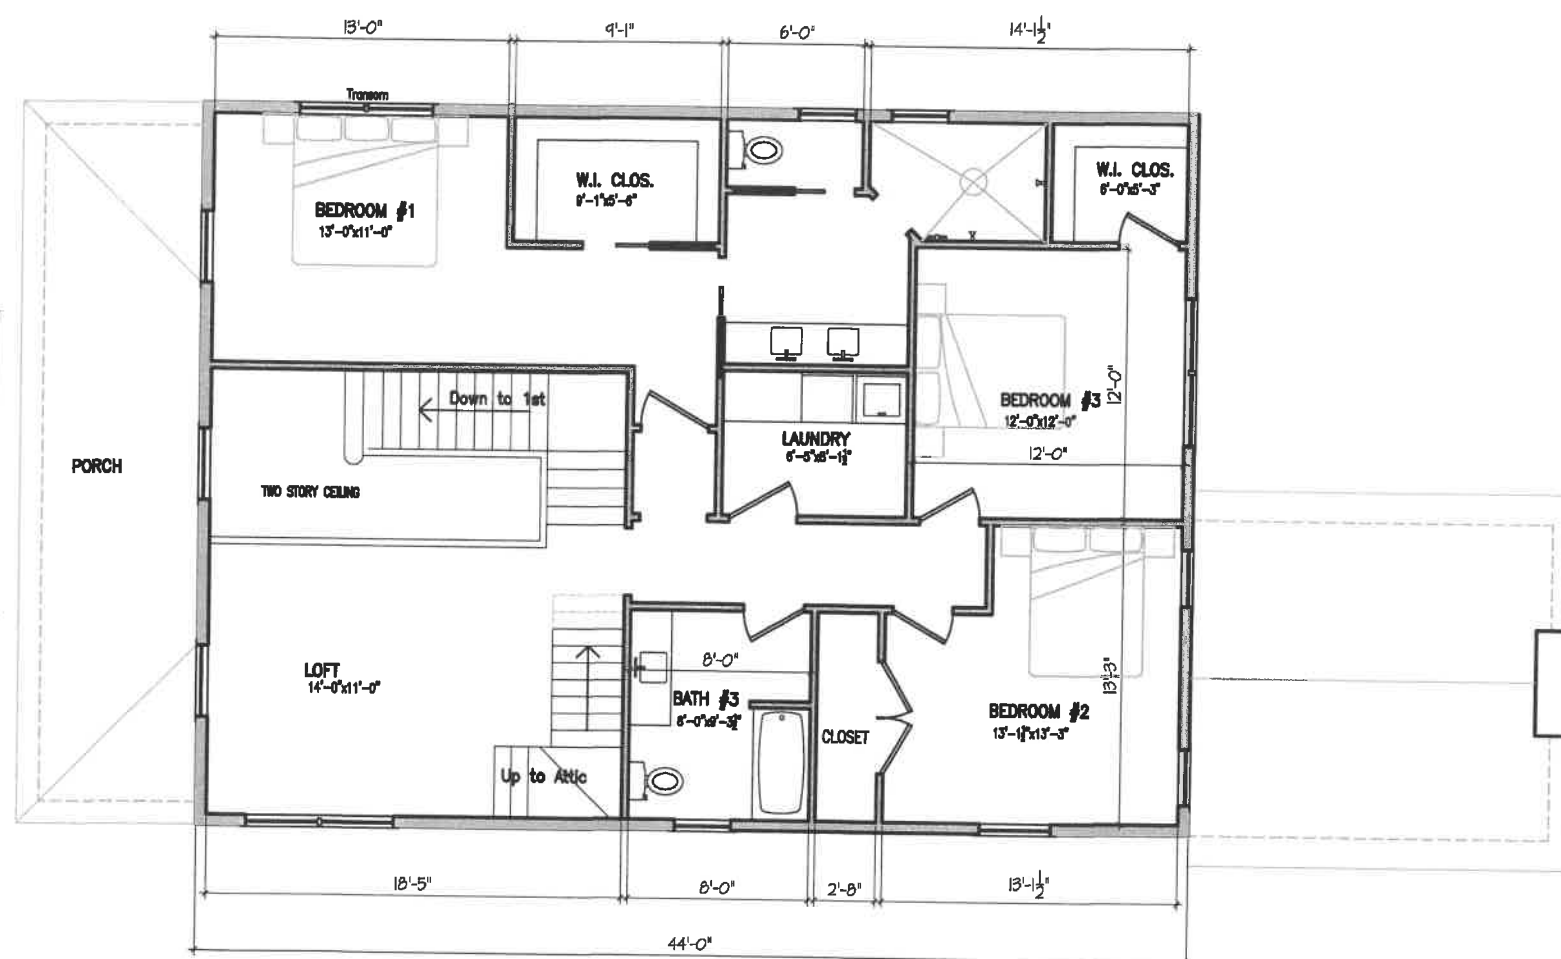 13'-0"
9'-1"
6'-0"
14'-1½"
Transom
BEDROOM #1
13'-0"x11'-0"
W.I. CLOS.
9'-1"x5'-6"
W.I. CLOS.
6'-0"x5'-3"
Down to 1st
TWO STORY CEILING
PORCH
LAUNDRY
6'-5"x6'-1½"
BEDROOM #3
12'-0"x12'-0"
12'-0"
12'-0"
LOFT
14'-0"x11'-0"
Up to Attic
8'-0"
BATH #3
8'-0"x9'-3½"
CLOSET
BEDROOM #2
13'-1½"x13'-3"
13'-3"
18'-5"
8'-0"
2'-8"
13'-1½"
44'-0"